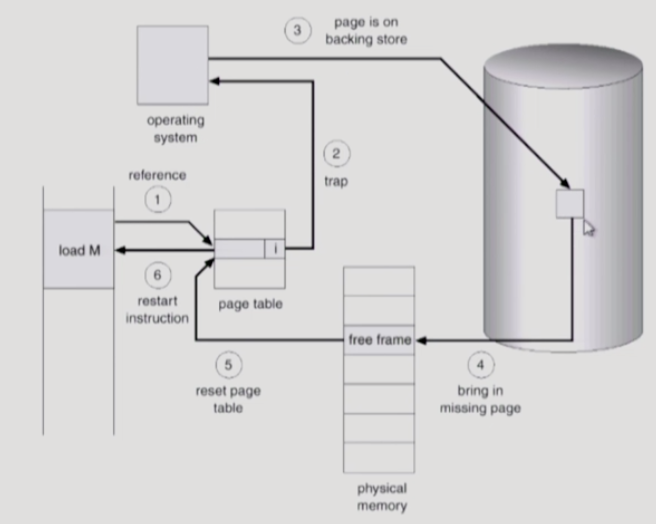 3
page is on
backing store
operating
system
2
trap
reference
1
load M
i
6
restart
instruction
page table
free frame
5
reset page
table
4
bring in
missing page
physical
memory